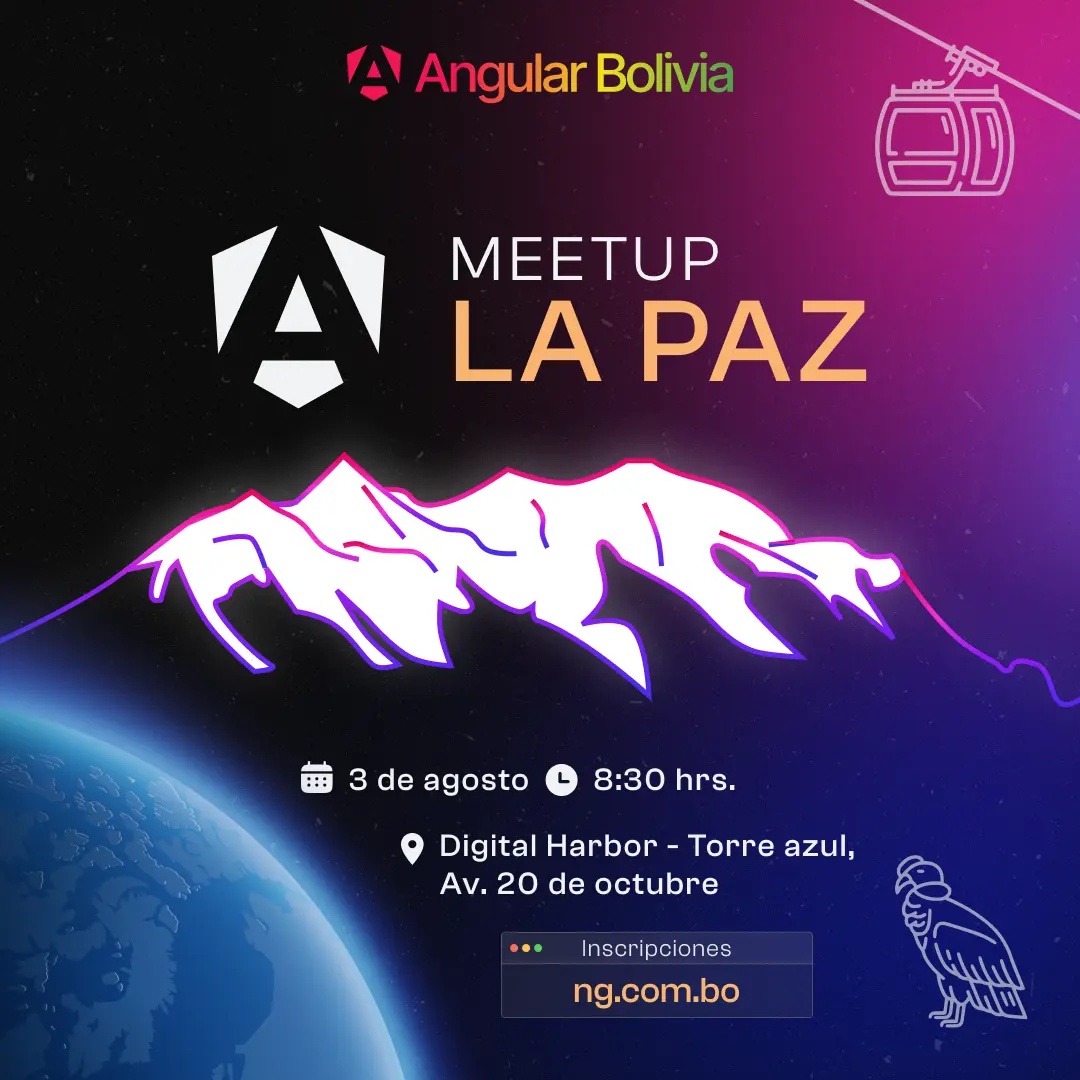 Angular Bolivia
MEETUP
LA PAZ
3 de agosto 8:30 hrs.
Digital Harbor - Torre azul,
Av. 20 de octubre
Inscripciones
ng.com.bo